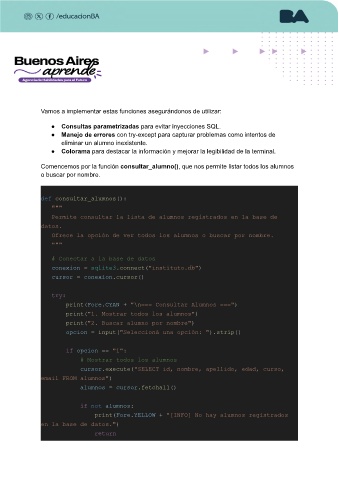 /educacionBA
BA
Buenos Aires
aprende
Agencia de Habilidades para el Futuro
Vamos a implementar estas funciones asegurándonos de utilizar:
● Consultas parametrizadas para evitar inyecciones SQL.
● Manejo de errores con try-except para capturar problemas como intentos de
eliminar un alumno inexistente.
● Colorama para destacar la información y mejorar la legibilidad de la terminal.
Comencemos por la función consultar_alumno(), que nos permite listar todos los alumnos
o buscar por nombre.
def consultar_alumnos():
"""
Permite consultar la lista de alumnos registrados en la base de
datos.
Ofrece la opción de ver todos los alumnos o buscar por nombre.
"""
# Conectar a la base de datos
conexion = sqlite3.connect("instituto.db")
cursor = conexion.cursor()
try:
print(Fore.CYAN + "\n=== Consultar Alumnos ===")
print("1. Mostrar todos los alumnos")
print("2. Buscar alumno por nombre")
opcion = input("Seleccioná una opción: ").strip()
if opcion == "1":
# Mostrar todos los alumnos
cursor.execute("SELECT id, nombre, apellido, edad, curso,
email FROM alumnos")
alumnos = cursor.fetchall()
if not alumnos:
print(Fore.YELLOW + "[INFO] No hay alumnos registrados
en la base de datos.")
return